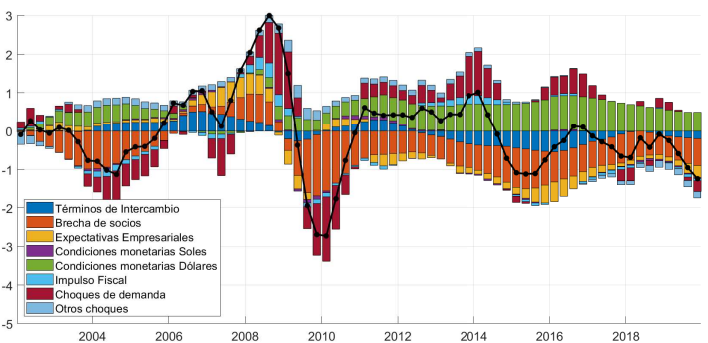 3
2
1
0
-1
-2
-3
-4
-5
Términos de Intercambio
Brecha de socios
Expectativas Empresariales
Condiciones monetarias Soles
Condiciones monetarias Dólares
Impulso Fiscal
Choques de demanda
Otros choques
2004 2006 2008 2010 2012 2014 2016 2018